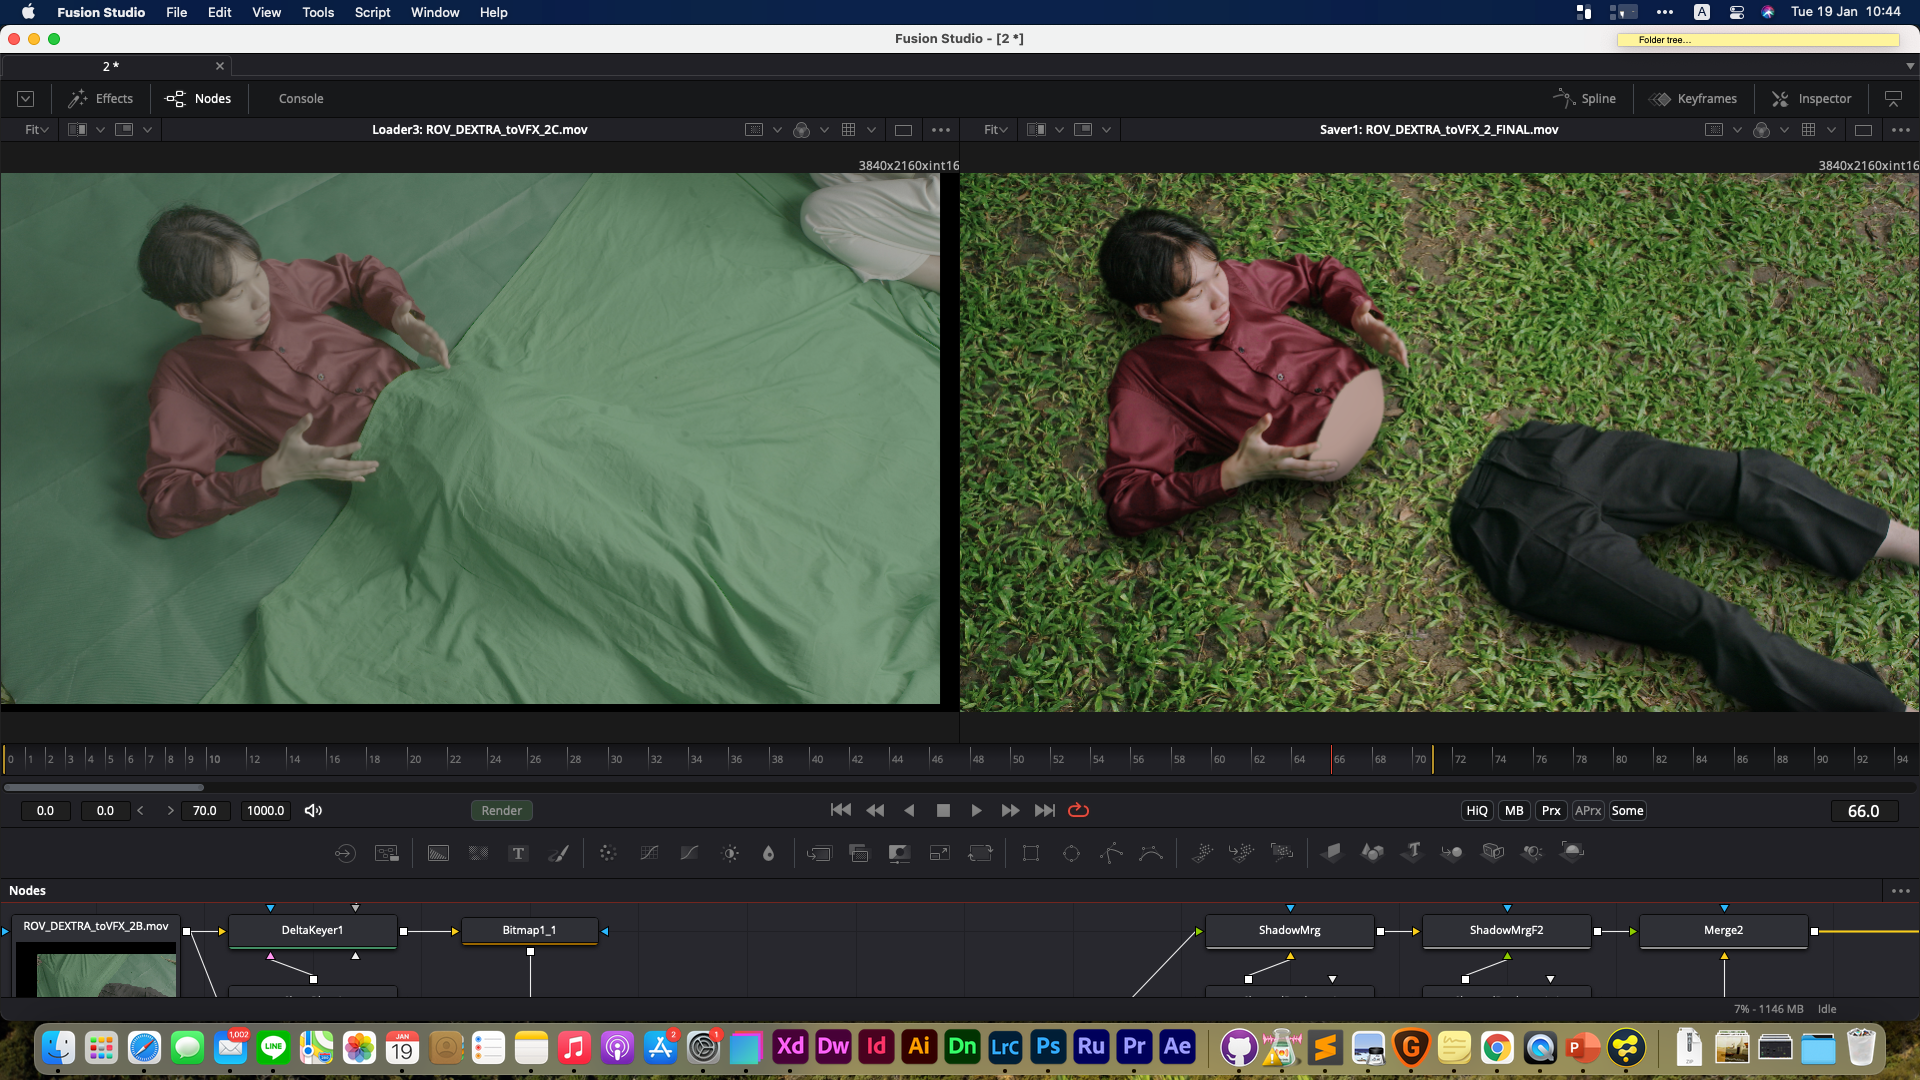 Fusion Studio File Edit View Tools Script Window Help A Tue 19 Jan 10:44
Fusion Studio - [2 *]
Folder tree...
2 *
Effects Nodes Console Spline Keyframes Inspector
Fit Loader3: ROV_DEXTRA_toVFX_2C.mov Fit Saver1: ROV_DEXTRA_toVFX_2_FINAL.mov
3840x2160xint16 3840x2160xint16
0 1 2 3 4 5 6 7 8 9 10 12 14 16 18 20 22 24 26 28 30 32 34 36 38 40 42 44 46 48 50 52 54 56 58 60 62 64 66 68 70 72 74 76 78 80 82 84 86 88 90 92 94
0.0 0.0 < > 70.0 1000.0 Render HiQ MB Prx APrx Some 66.0
T T
Nodes
ROV_DEXTRA_toVFX_2B.mov DeltaKeyer1 Bitmap1_1 ShadowMrg ShadowMrgF2 Merge2
7% - 1146 MB Idle
1,002 LINE JAN 19 2 1 Xd Dw Id Ai Dn LrC Ps Ru Pr Ae G P ZIP